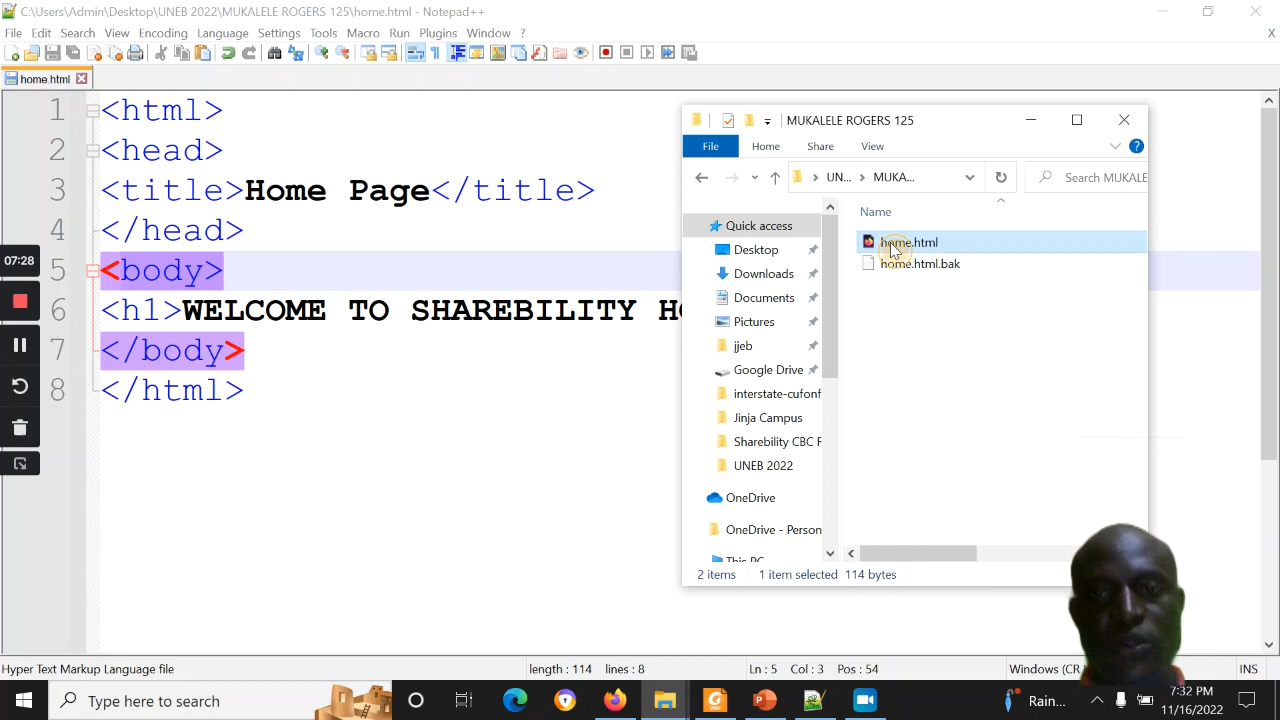 C:\Users\Admin\Desktop\UNEB 2022\MUKALELE ROGERS 125\home.html - Notepad++
File Edit Search View Encoding Language Settings Tools Macro Run Plugins Window ? X
home.html
1 <html>
2 <head>
3 <title>Home Page</title>
4 </head>
5 <body>
6 <h1>WELCOME TO SHAREBILITY HO
7 </body>
8 </html>
07:28
MUKALELE ROGERS 125
File Home Share View
UN... > MUKA...
Search MUKALE
Name
home.html
home.html.bak
Quick access
Desktop
Downloads
Documents
Pictures
jjeb
Google Drive
interstate-cufonf
Jinja Campus
Sharebility CBC F
UNEB 2022
OneDrive
OneDrive - Person
This PC
2 items 1 item selected 114 bytes
Hyper Text Markup Language file length : 114 lines : 8 Ln : 5 Col : 3 Pos : 54 Windows (CR INS
Type here to search
Rain...
7:32 PM
11/16/2022